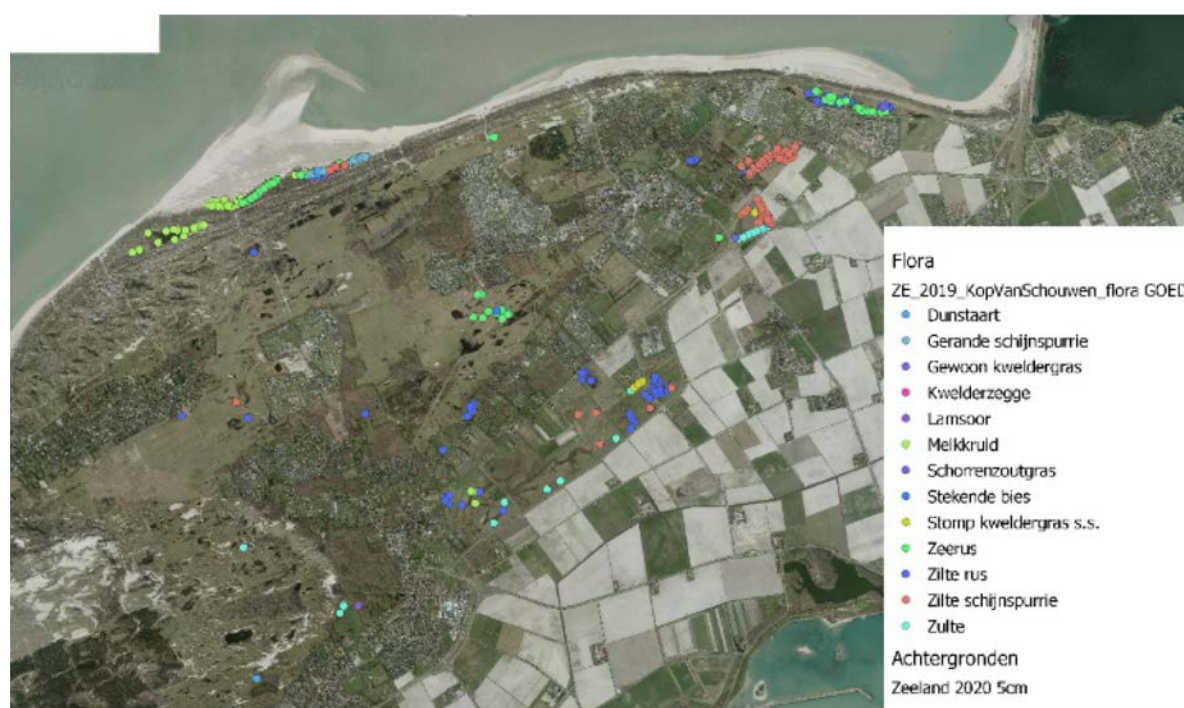 Flora
ZE_2019_KopVanSchouwen_flora GOED
Dunstaart
Gerande schijnspurrie
Gewoon kweldergras
Kwelderzegge
Lamsoor
Melkkruid
Schorrenzoutgras
Stekende bies
Stomp kweldergras s.s.
Zeerus
Zilte rus
Zilte schijnspurrie
Zulte
Achtergronden
Zeeland 2020 5cm